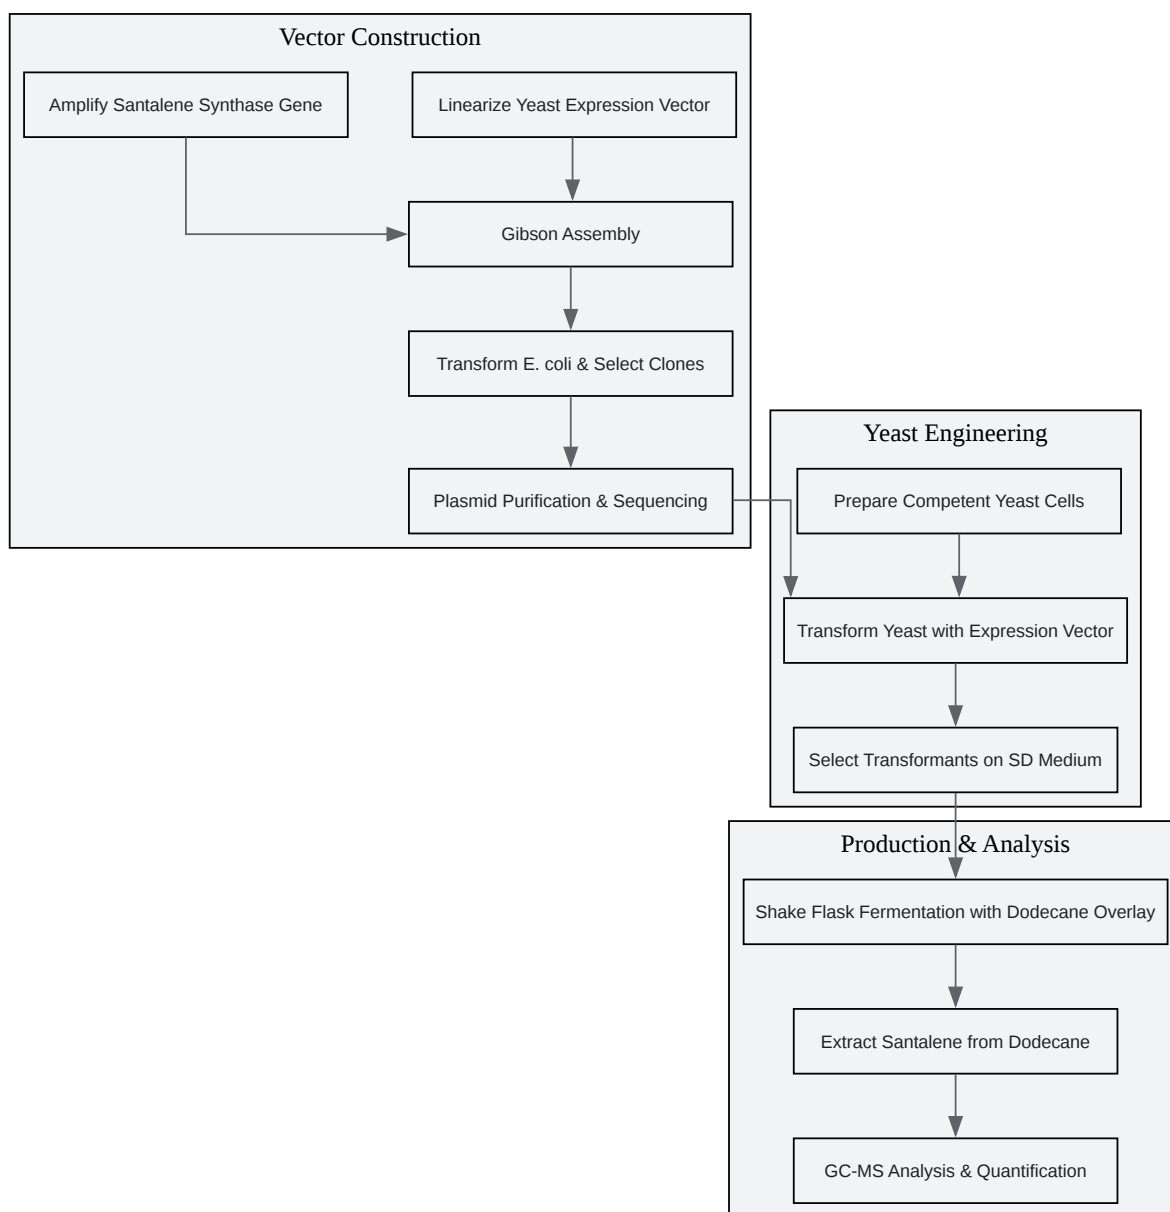 Vector Construction
Amplify Santalene Synthase Gene
Linearize Yeast Expression Vector
Gibson Assembly
Transform E. coli & Select Clones
Plasmid Purification & Sequencing
Yeast Engineering
Prepare Competent Yeast Cells
Transform Yeast with Expression Vector
Select Transformants on SD Medium
Production & Analysis
Shake Flask Fermentation with Dodecane Overlay
Extract Santalene from Dodecane
GC-MS Analysis & Quantification